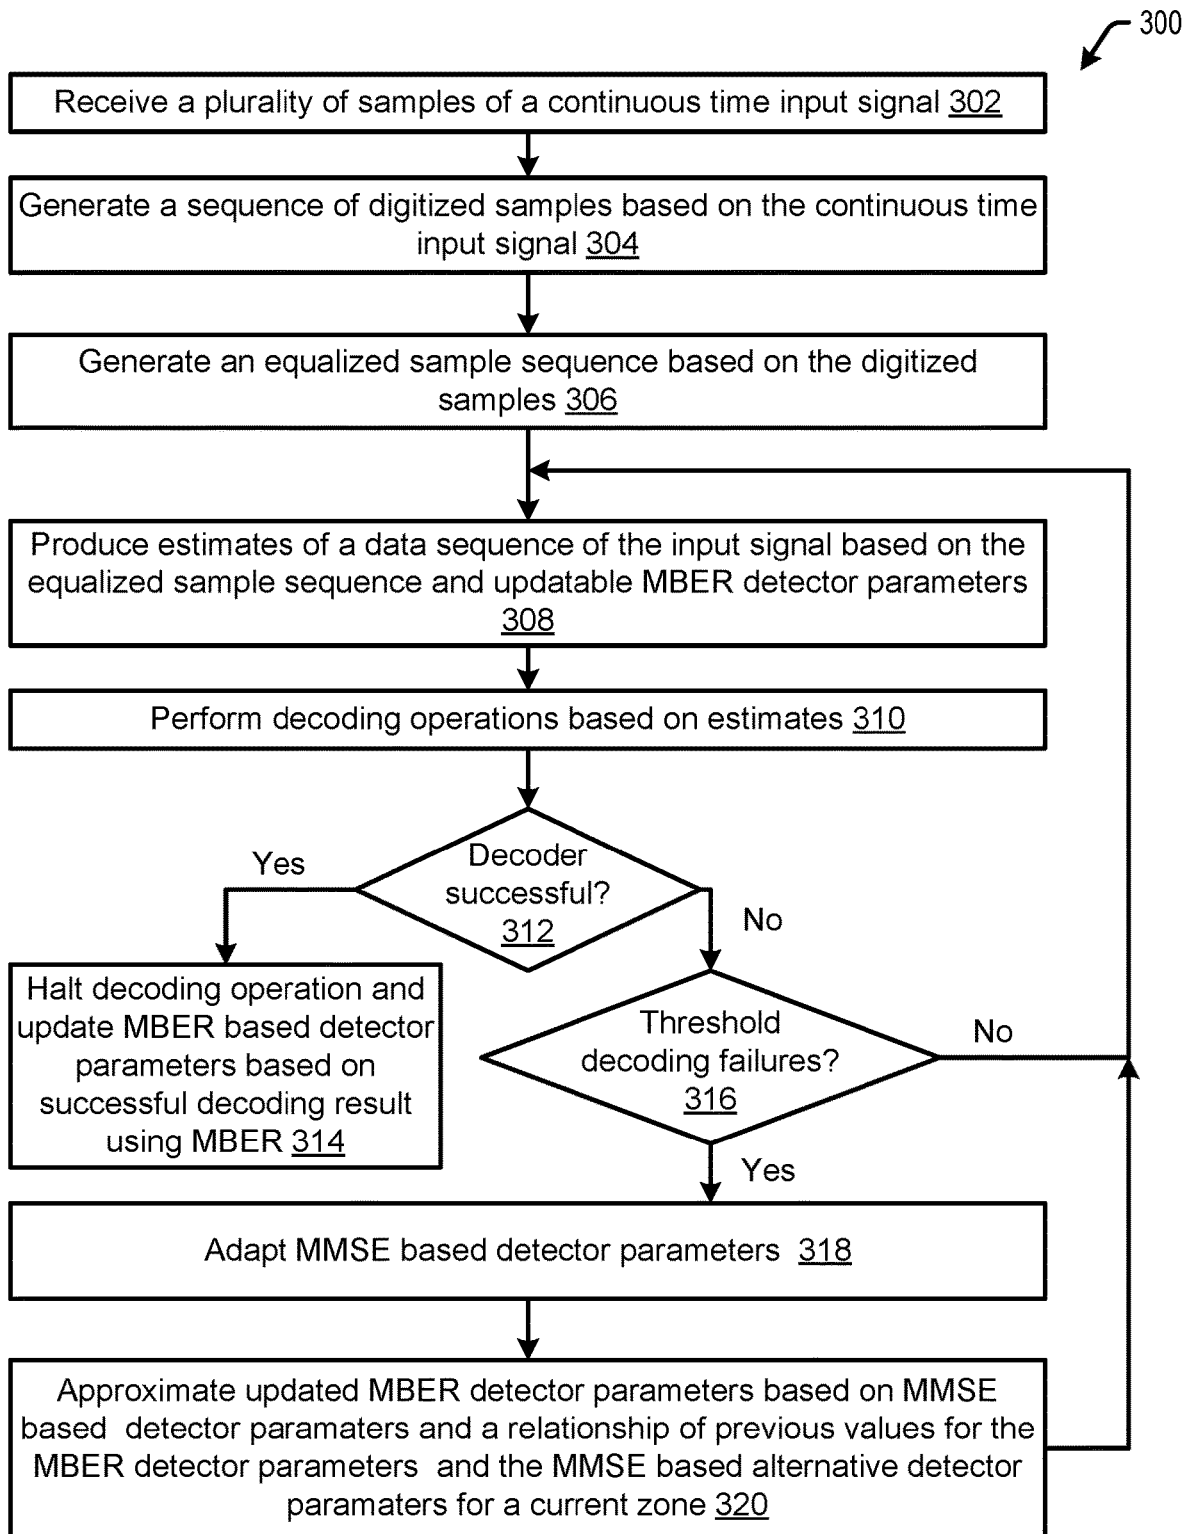 300
Receive a plurality of samples of a continuous time input signal 302
Generate a sequence of digitized samples based on the continuous time
input signal 304
Generate an equalized sample sequence based on the digitized
samples 306
Produce estimates of a data sequence of the input signal based on the
equalized sample sequence and updatable MBER detector parameters
308
Perform decoding operations based on estimates 310
Decoder
successful?
312
Yes
No
Halt decoding operation and
update MBER based detector
parameters based on
successful decoding result
using MBER 314
Threshold
decoding failures?
316
No
Yes
Adapt MMSE based detector parameters 318
Approximate updated MBER detector parameters based on MMSE
based detector paramaters and a relationship of previous values for the
MBER detector parameters and the MMSE based alternative detector
paramaters for a current zone 320